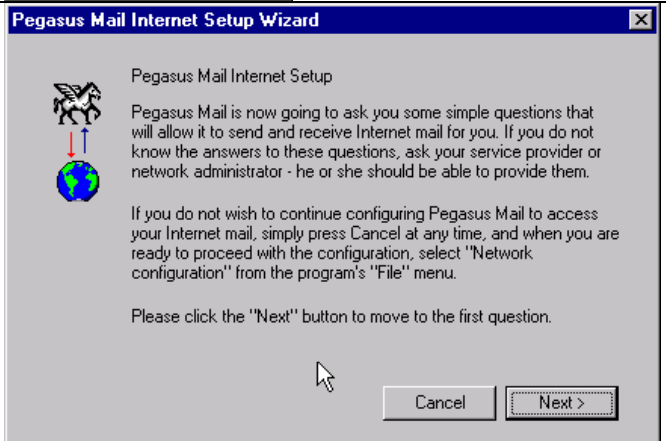 Pegasus Mail Internet Setup Wizard
Pegasus Mail Internet Setup
Pegasus Mail is now going to ask you some simple questions that
will allow it to send and receive Internet mail for you. If you do not
know the answers to these questions, ask your service provider or
network administrator - he or she should be able to provide them.
If you do not wish to continue configuring Pegasus Mail to access
your Internet mail, simply press Cancel at any time, and when you are
ready to proceed with the configuration, select "Network
configuration" from the program's "File" menu.
Please click the "Next" button to move to the first question.
Cancel Next >